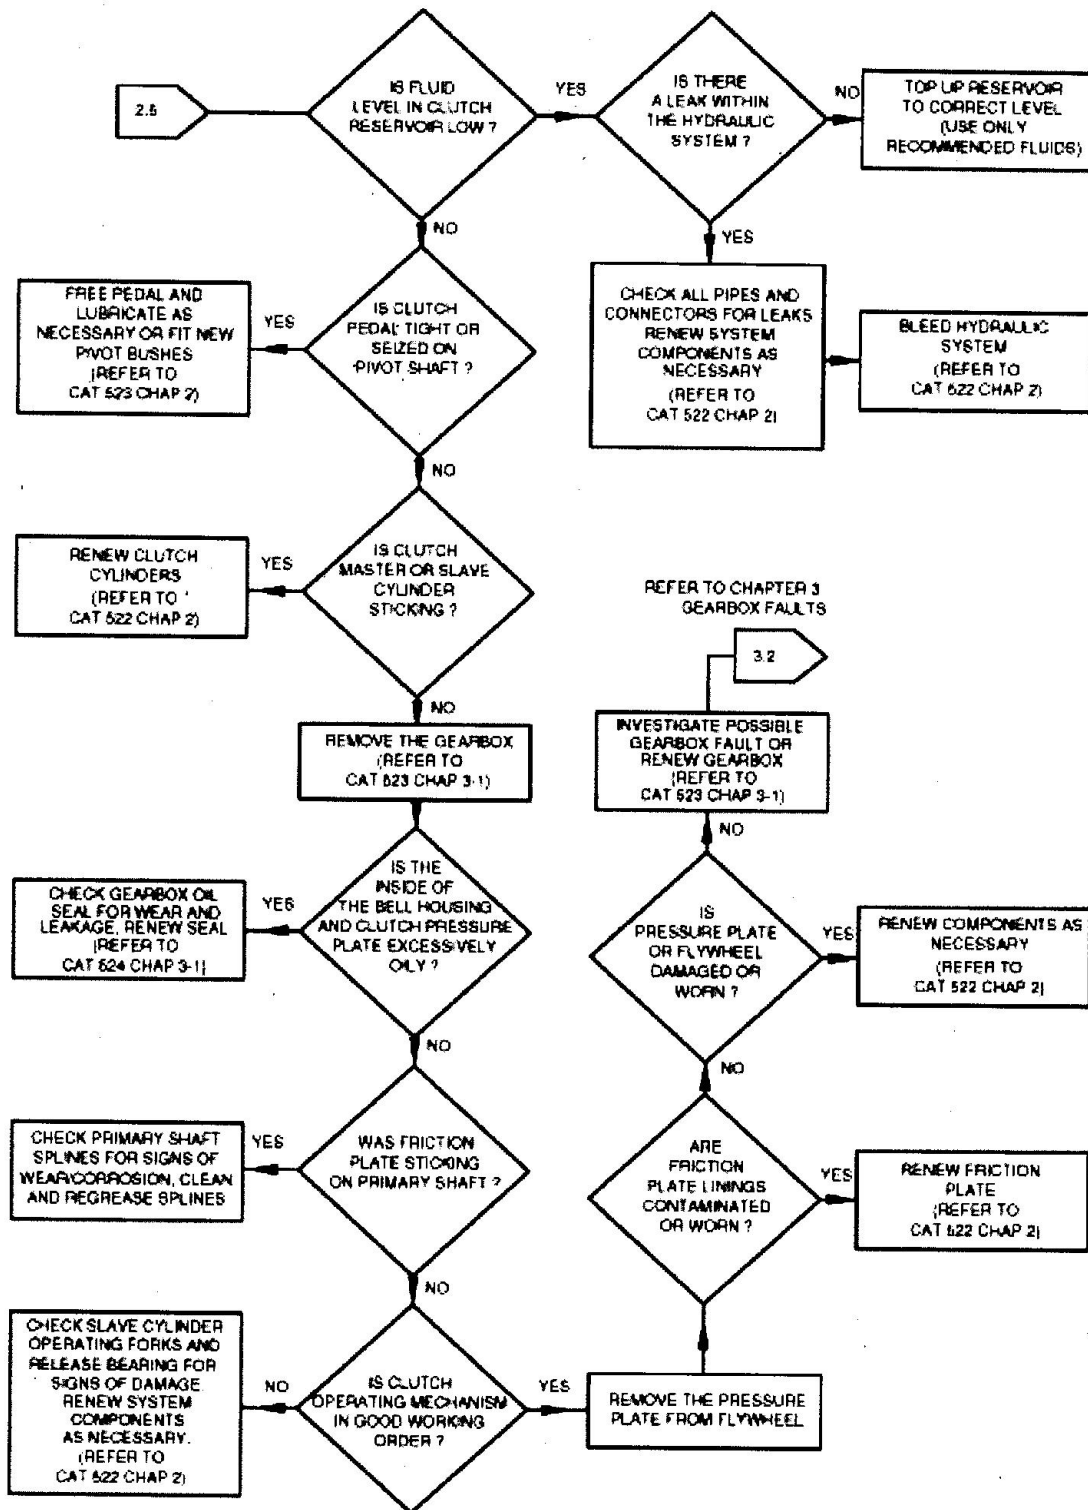 2.5
IS FLUID
LEVEL IN CLUTCH
RESERVOIR LOW ?
YES
IS THERE
A LEAK WITHIN
THE HYDRAULIC
SYSTEM ?
NO
TOP UP RESERVOIR
TO CORRECT LEVEL
(USE ONLY
RECOMMENDED FLUIDS)
NO
YES
FREE PEDAL AND
LUBRICATE AS
NECESSARY OR FIT NEW
PIVOT BUSHES
(REFER TO
CAT 523 CHAP 2)
YES
IS CLUTCH
PEDAL TIGHT OR
SEIZED ON
PIVOT SHAFT ?
CHECK ALL PIPES AND
CONNECTORS FOR LEAKS
RENEW SYSTEM
COMPONENTS AS
NECESSARY
(REFER TO
CAT 522 CHAP 2)
BLEED HYDRAULIC
SYSTEM
(REFER TO
CAT 522 CHAP 2)
NO
RENEW CLUTCH
CYLINDERS
(REFER TO
CAT 522 CHAP 2)
YES
IS CLUTCH
MASTER OR SLAVE
CYLINDER
STICKING ?
NO
REMOVE THE GEARBOX
(REFER TO
CAT 523 CHAP 3-1)
CHECK GEARBOX OIL
SEAL FOR WEAR AND
LEAKAGE, RENEW SEAL
(REFER TO
CAT 524 CHAP 3-1)
YES
IS THE
INSIDE OF
THE BELL HOUSING
AND CLUTCH PRESSURE
PLATE EXCESSIVELY
OILY ?
NO
CHECK PRIMARY SHAFT
SPLINES FOR SIGNS OF
WEAR/CORROSION, CLEAN
AND REGREASE SPLINES
YES
WAS FRICTION
PLATE STICKING
ON PRIMARY SHAFT ?
NO
CHECK SLAVE CYLINDER
OPERATING FORKS AND
RELEASE BEARING FOR
SIGNS OF DAMAGE
RENEW SYSTEM
COMPONENTS
AS NECESSARY.
(REFER TO
CAT 522 CHAP 2)
NO
IS CLUTCH
OPERATING MECHANISM
IN GOOD WORKING
ORDER ?
YES
REMOVE THE PRESSURE
PLATE FROM FLYWHEEL
ARE
FRICTION
PLATE LININGS
CONTAMINATED
OR WORN ?
YES
RENEW FRICTION
PLATE
(REFER TO
CAT 522 CHAP 2)
NO
IS
PRESSURE PLATE
OR FLYWHEEL
DAMAGED OR
WORN ?
YES
RENEW COMPONENTS AS
NECESSARY
(REFER TO
CAT 522 CHAP 2)
NO
INVESTIGATE POSSIBLE
GEARBOX FAULT OR
RENEW GEARBOX
(REFER TO
CAT 523 CHAP 3-1)
3.2
REFER TO CHAPTER 3
GEARBOX FAULTS